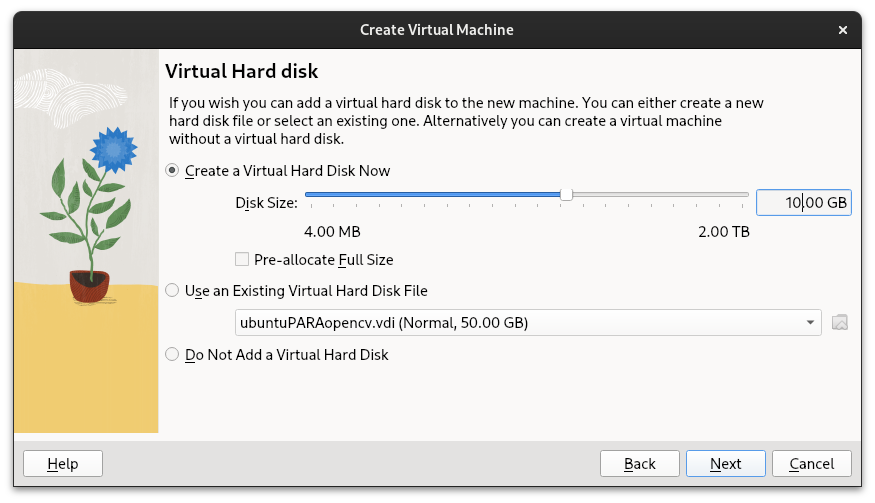 Create Virtual Machine
Virtual Hard disk
If you wish you can add a virtual hard disk to the new machine. You can either create a new
hard disk file or select an existing one. Alternatively you can create a virtual machine
without a virtual hard disk.
Create a Virtual Hard Disk Now
Disk Size:
10.00 GB
4.00 MB
2.00 TB
Pre-allocate Full Size
Use an Existing Virtual Hard Disk File
ubuntuPARAopencv.vdi (Normal, 50.00 GB)
Do Not Add a Virtual Hard Disk
Help
Back
Next
Cancel